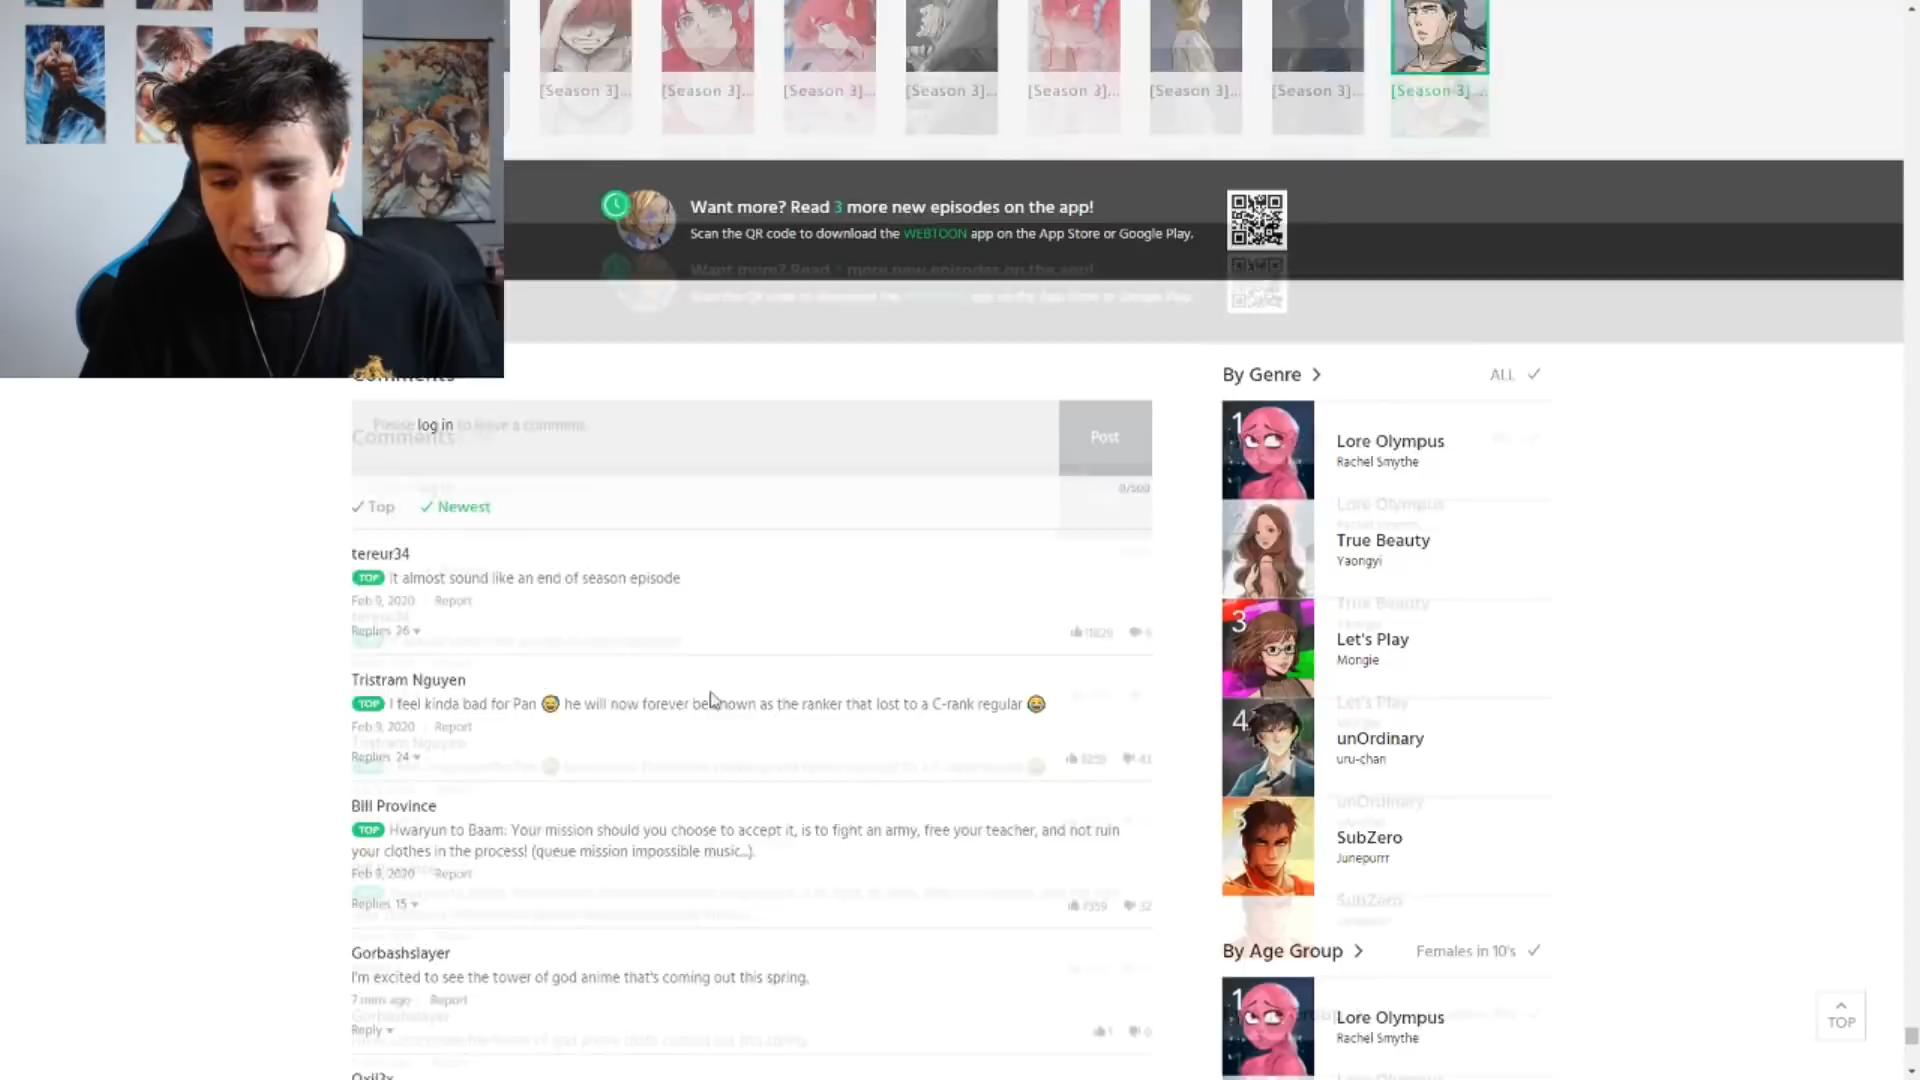 [Season 3]... [Season 3]... [Season 3]... [Season 3]... [Season 3]... [Season 3]... [Season 3]... [Season 3]...
Want more? Read 3 more new episodes on the app!
Scan the QR code to download the WEBTOON app on the App Store or Google Play.
Comments
Please log in to leave a comment.
Post
0/500
Top Newest
tereur34
TOP It almost sound like an end of season episode
Feb 9, 2020 Report
Replies 26
Tristram Nguyen
TOP I feel kinda bad for Pan 😅 he will now forever be known as the ranker that lost to a C-rank regular 😂
Feb 9, 2020 Report
Replies 24
Bill Province
TOP Hwaryun to Baam: Your mission should you choose to accept it, is to fight an army, free your teacher, and not ruin
your clothes in the process! (queue mission impossible music...).
Feb 9, 2020 Report
Replies 15
32
Gorbashslayer
I'm excited to see the tower of god anime that's coming out this spring.
7 mins ago Report
Reply
1 0
By Genre
ALL
1
Lore Olympus
Rachel Smythe
True Beauty
Yaongyi
3
Let's Play
Mongie
4
unOrdinary
uru-chan
5
SubZero
Junepurrr
By Age Group
Females in 10's
1
Lore Olympus
Rachel Smythe
TOP